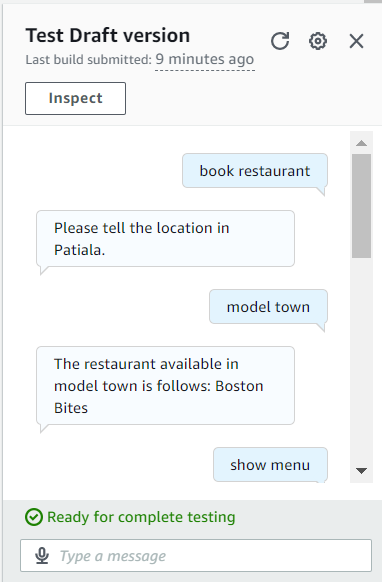 Test Draft version
Last build submitted: 9 minutes ago
Inspect
book restaurant
Please tell the location in
Patiala.
model town
The restaurant available in
model town is follows: Boston
Bites
show menu
Ready for complete testing
Type a message